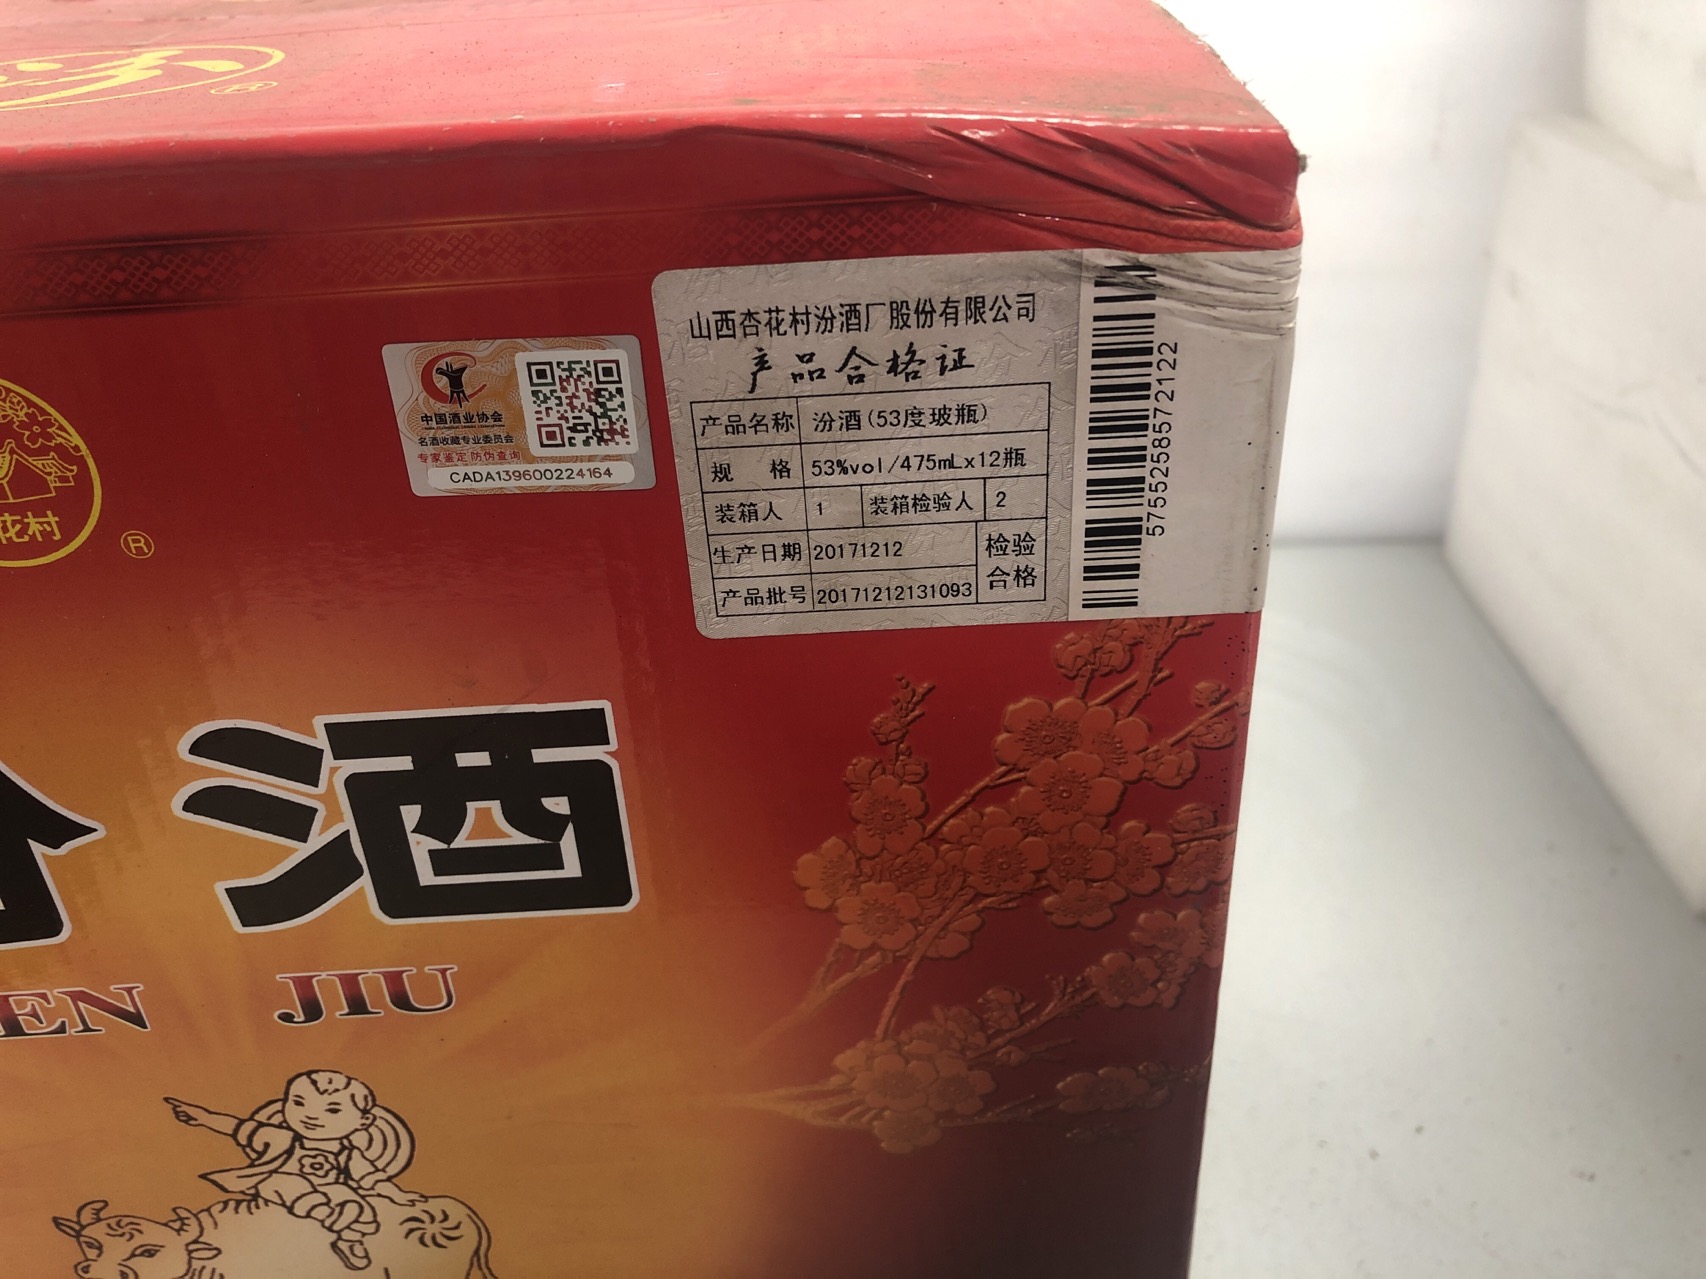 汾
®
花村
®
中国酒业协会
名酒收藏专业委员会
专家鉴定 防伪查询
CADA139600224164
山西杏花村汾酒厂股份有限公司
产品合格证
产品名称 汾酒(53度玻瓶)
规 格 53%vol/475mLx12瓶
装箱人 1 装箱检验人 2
生产日期 20171212
产品批号 20171212131093
检验
合格
5755258572122
酒
EN JIU